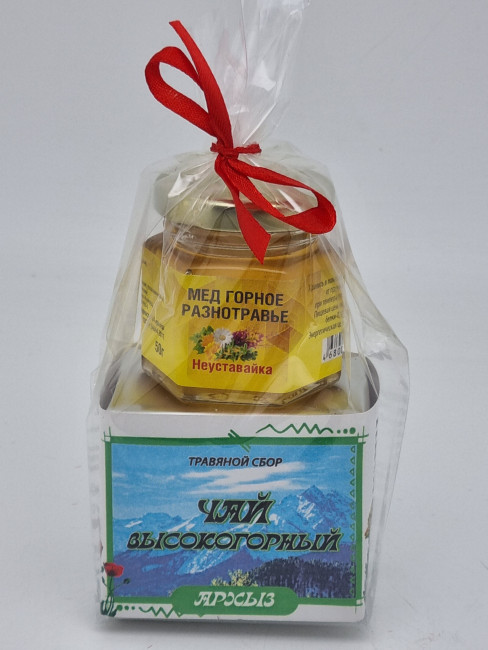 МЕД ГОРНОЕ
РАЗНОТРАВЬЕ
Неуставайка
50г
ТРАВЯНОЙ СБОР
ЧАЙ
ВЫСОКОГОРНЫЙ
АРХЫЗ